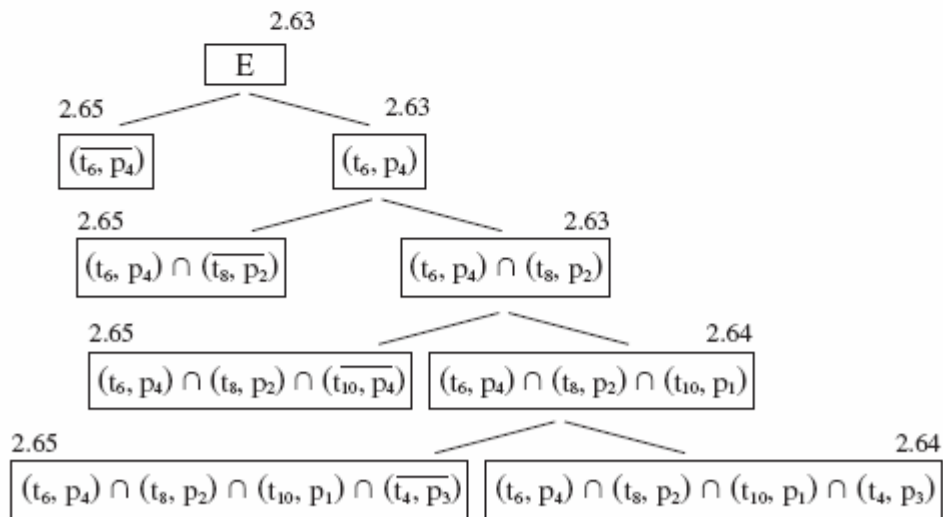 2.63
E
2.65 2.63
(t̅₆̅,̅ ̅p̅₄̅) (t₆, p₄)
2.65 2.63
(t₆, p₄) ∩ (t̅₈̅,̅ ̅p̅₂̅) (t₆, p₄) ∩ (t₈, p₂)
2.65 2.64
(t₆, p₄) ∩ (t₈, p₂) ∩ (t̅₁̅₀̅,̅ ̅p̅₄̅) (t₆, p₄) ∩ (t₈, p₂) ∩ (t₁₀, p₁)
2.65 2.64
(t₆, p₄) ∩ (t₈, p₂) ∩ (t₁₀, p₁) ∩ (t̅₄̅,̅ ̅p̅₃̅) (t₆, p₄) ∩ (t₈, p₂) ∩ (t₁₀, p₁) ∩ (t₄, p₃)